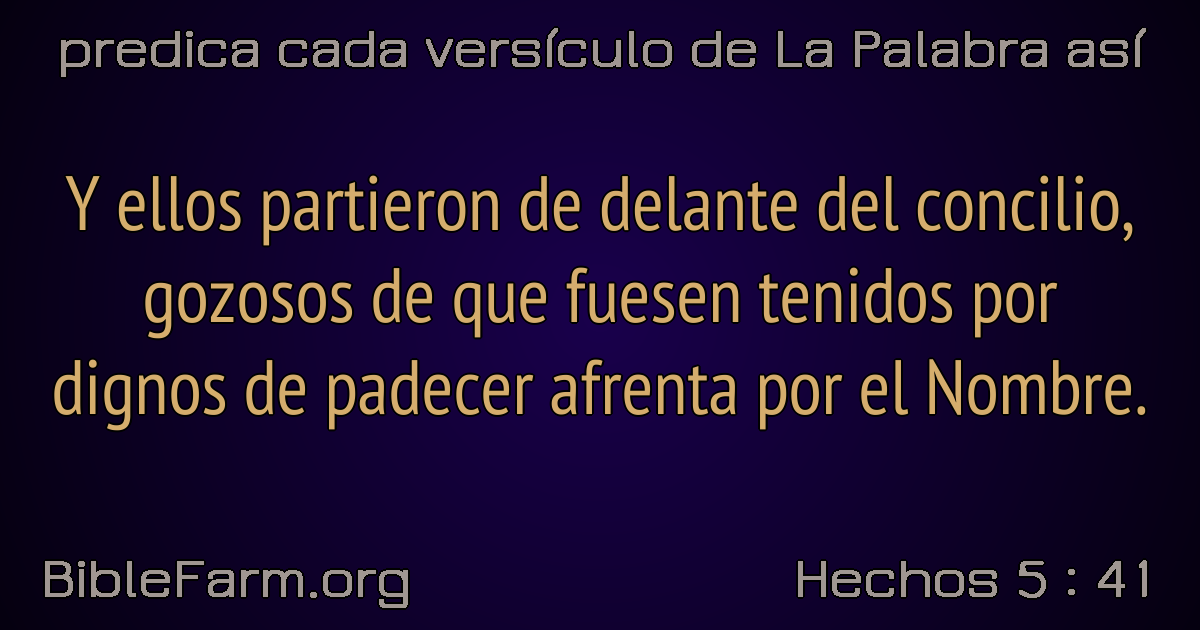 predica cada versículo de La Palabra así
Y ellos partieron de delante del concilio,
gozosos de que fuesen tenidos por
dignos de padecer afrenta por el Nombre.
BibleFarm.org
Hechos 5 : 41